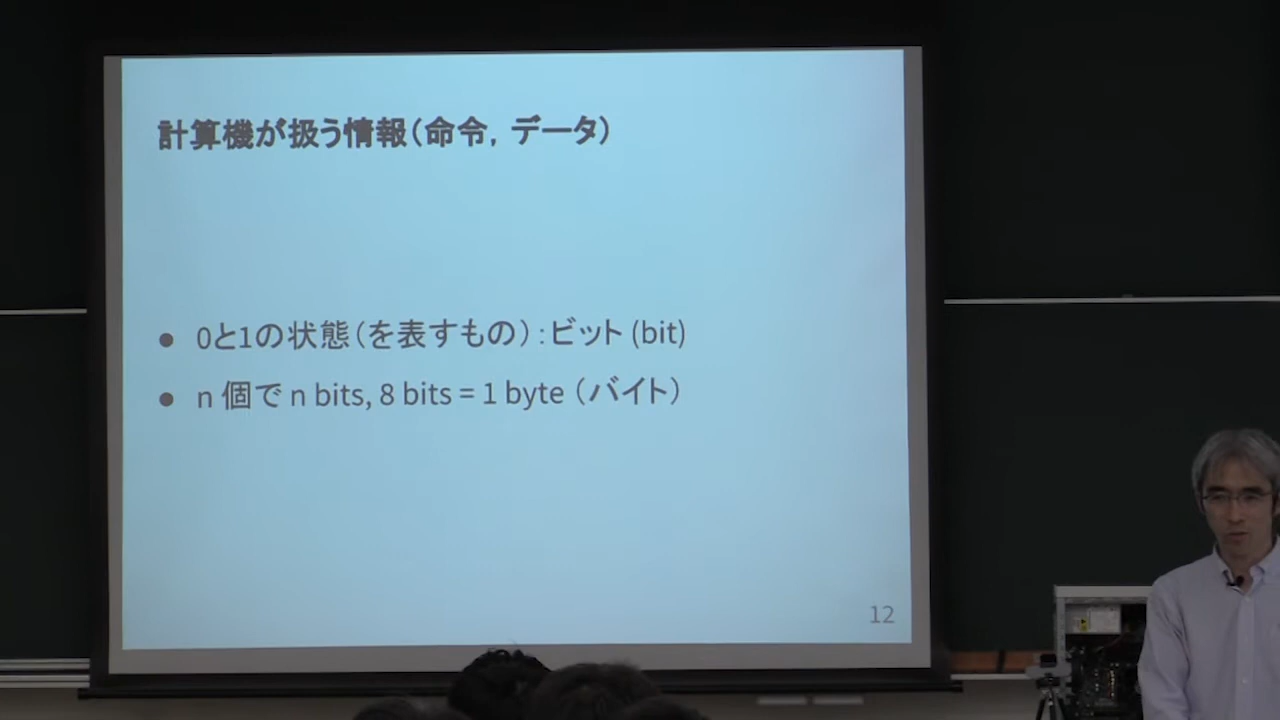 計算機が扱う情報（命令，データ）
● 0と1の状態（を表すもの）：ビット (bit)
● n 個で n bits, 8 bits = 1 byte （バイト）
12